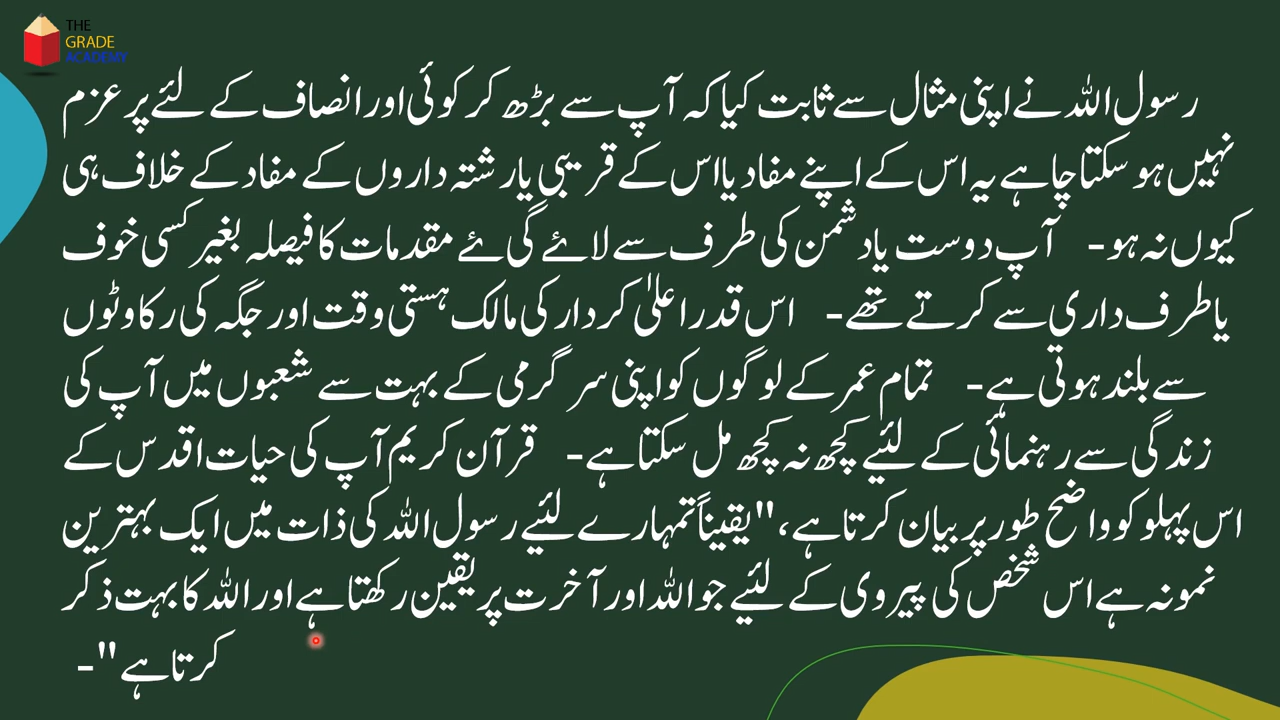 THE
GRADE
ACADEMY
رسول اللہ نے اپنی مثال سے ثابت کیا کہ آپ سے بڑھ کر کوئی اور انصاف کے لئے پر عزم
نہیں ہو سکتا چاہے یہ اس کے اپنے مفاد یا اس کے قریبی یا رشتہ داروں کے مفاد کے خلاف ہی
کیوں نہ ہو- آپ دوست یا دشمن کی طرف سے لائے گئ ے مقدمات کا فیصلہ بغیر کسی خوف
یا طرف داری سے کرتے تھے- اس قدر اعلیٰ کردار کی مالک ہستی وقت اور جگہ کی رکاوٹوں
سے بلند ہوتی ہے- تمام عمر کے لوگوں کو اپنی سر گرمی کے بہت سے شعبوں میں آپ کی
زندگی سے رہنمائی کے لئیے کچھ نہ کچھ مل سکتا ہے- قرآن کریم آپ کی حیات اقدس کے
اس پہلو کو واضح طور پر بیان کرتا ہے، "یقیناً تمہارے لئیے رسول اللہ کی ذات میں ایک بہترین
نمونہ ہے اس شخص کی پیروی کے لئیے جو اللہ اور آخرت پر یقین رکھتا ہے اور اللہ کا بہت ذکر
کرتا ہے"-